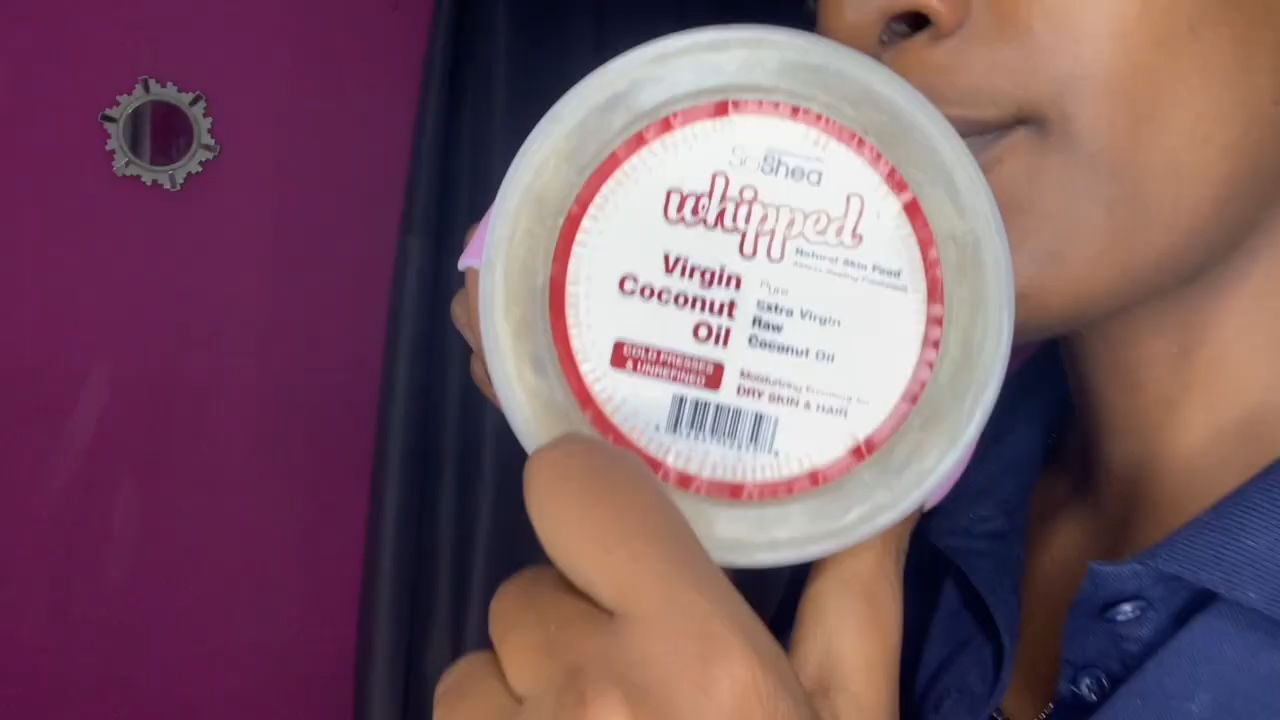 SoShea
whipped
Natural Skin Food
Virgin
Coconut
Oil
Pure
Extra Virgin
Raw
Coconut Oil
COLD PRESSED
& UNREFINED
Moisturizing
DRY SKIN & HAIR